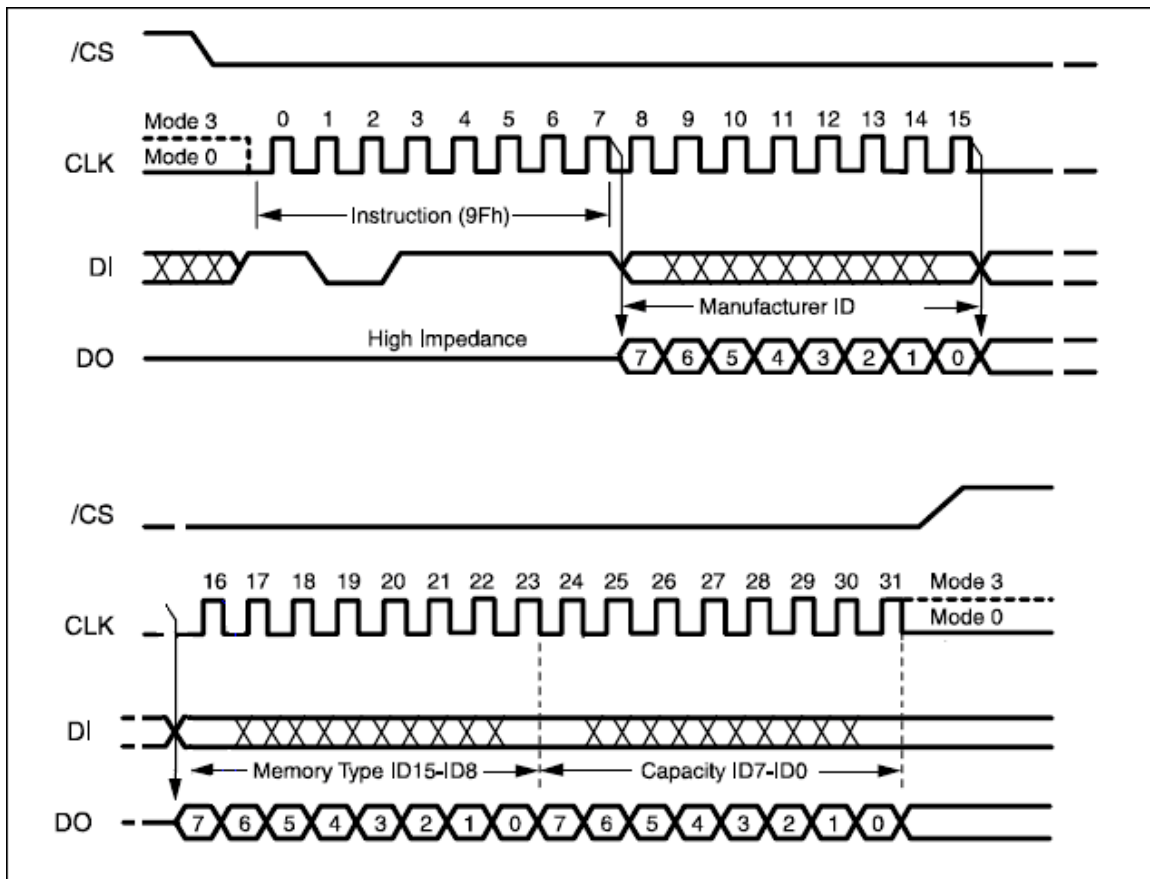 /CS
Mode 3
Mode 0
CLK
0 1 2 3 4 5 6 7 8 9 10 11 12 13 14 15
Instruction (9Fh)
DI
Manufacturer ID
High Impedance
DO
7 6 5 4 3 2 1 0
/CS
16 17 18 19 20 21 22 23 24 25 26 27 28 29 30 31
Mode 3
CLK
Mode 0
DI
Memory Type ID15-ID8
Capacity ID7-ID0
DO
7 6 5 4 3 2 1 0 7 6 5 4 3 2 1 0